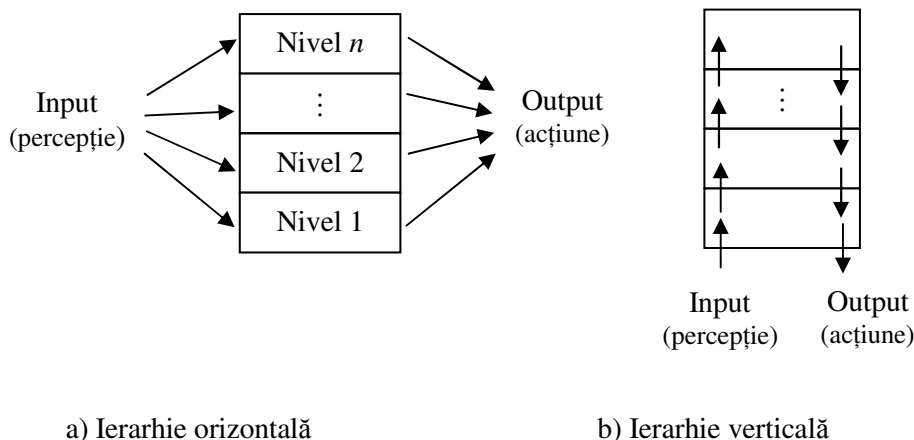 Nivel n
⋮
Nivel 2
Nivel 1
Input
(percepție)
Output
(acțiune)
⋮
Input
(percepție)
Output
(acțiune)
a) Ierarhie orizontală
b) Ierarhie verticală